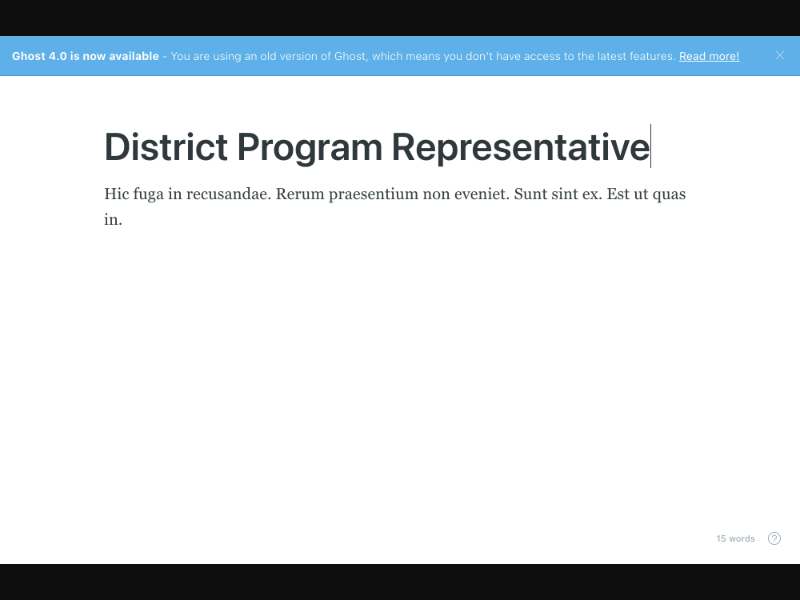 Ghost 4.0 is now available - You are using an old version of Ghost, which means you don't have access to the latest features. Read more!
District Program Representative
Hic fuga in recusandae. Rerum praesentium non eveniet. Sunt sint ex. Est ut quas
in.
15 words